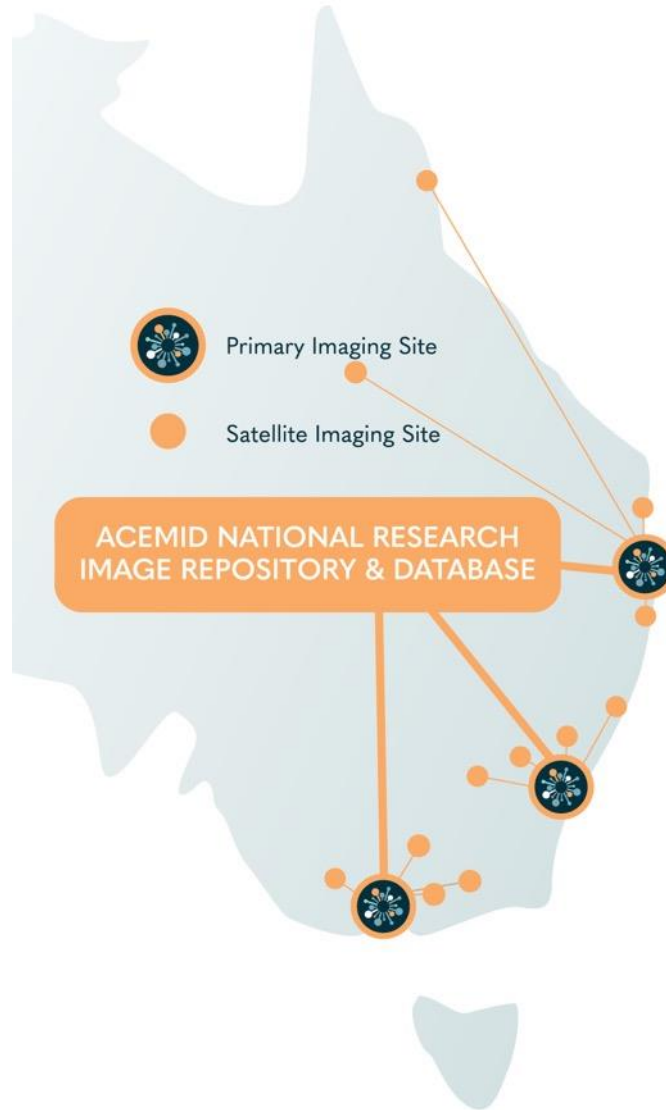 Primary Imaging Site
Satellite Imaging Site
ACEMID NATIONAL RESEARCH
IMAGE REPOSITORY & DATABASE